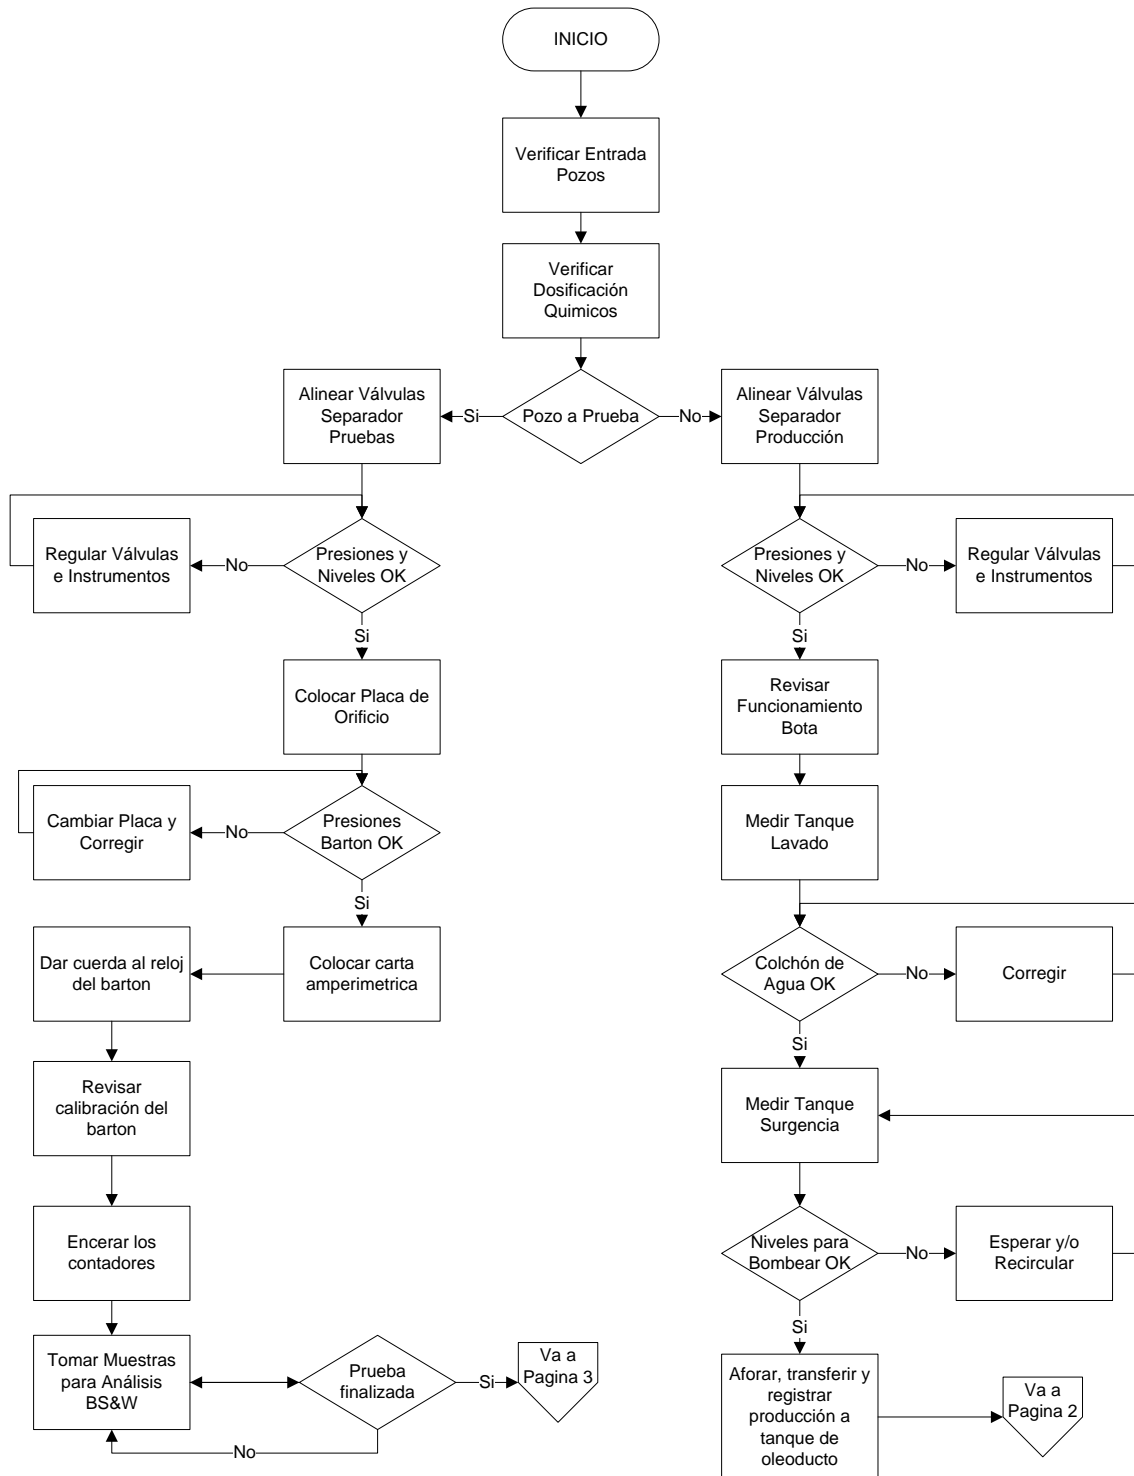 INICIO
Verificar Entrada
Pozos
Verificar
Dosificación
Quimicos
Alinear Válvulas
Separador
Pruebas
Si
Pozo a Prueba
No
Alinear Válvulas
Separador
Producción
Regular Válvulas
e Instrumentos
No
Presiones y
Niveles OK
Si
Presiones y
Niveles OK
No
Regular Válvulas
e Instrumentos
Si
Colocar Placa de
Orificio
Revisar
Funcionamiento
Bota
Cambiar Placa y
Corregir
No
Presiones
Barton OK
Si
Medir Tanque
Lavado
Dar cuerda al reloj
del barton
Colocar carta
amperimetrica
Colchón de
Agua OK
No
Corregir
Si
Revisar
calibración del
barton
Medir Tanque
Surgencia
Encerar los
contadores
Niveles para
Bombear OK
No
Esperar y/o
Recircular
Si
Tomar Muestras
para Análisis
BS&W
Prueba
finalizada
Si
Va a
Pagina 3
No
Aforar, transferir y
registrar
producción a
tanque de
oleoducto
Va a
Pagina 2